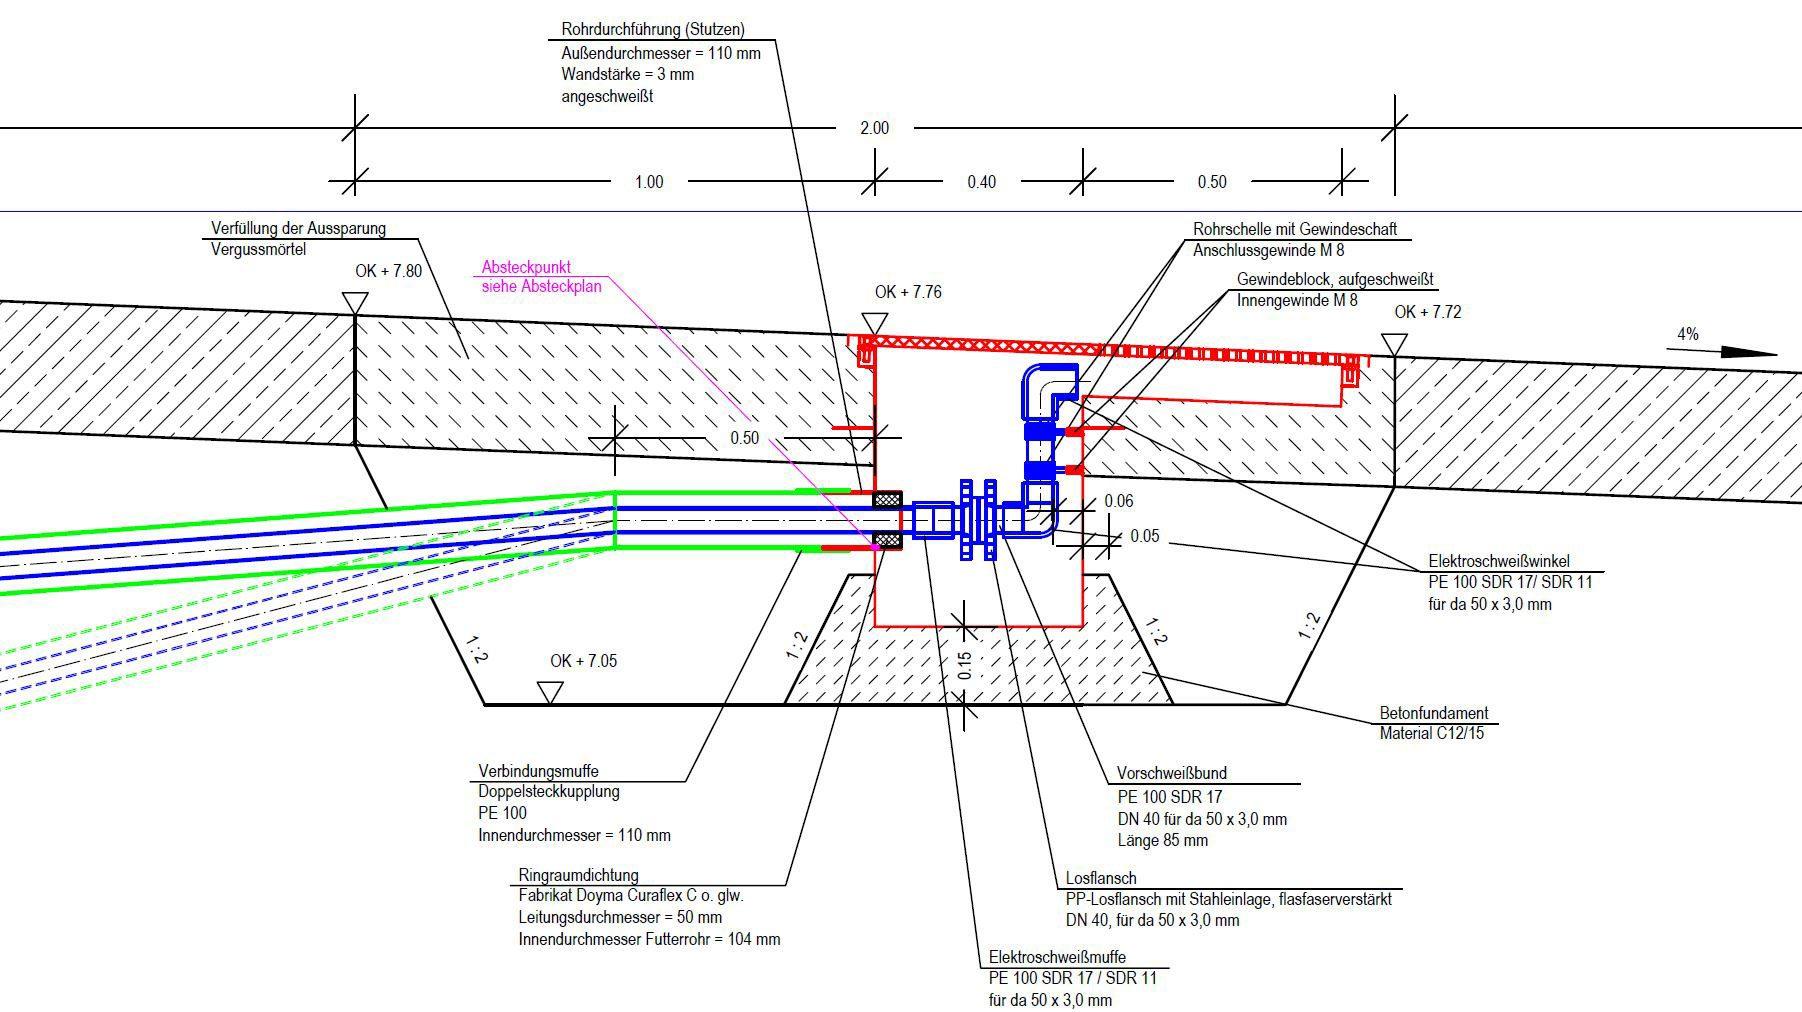 Rohrdurchführung (Stutzen)
Außendurchmesser = 110 mm
Wandstärke = 3 mm
angeschweißt
2.00
1.00
0.40
0.50
Verfüllung der Aussparung
Vergussmörtel
OK + 7.80
Absteckpunkt
siehe Absteckplan
OK + 7.76
Rohrschelle mit Gewindeschaft
Anschlussgewinde M 8
Gewindeblock, aufgeschweißt
Innengewinde M 8
OK + 7.72
4%
0.50
0.06
0.05
Elektroschweißwinkel
PE 100 SDR 17/ SDR 11
für da 50 x 3,0 mm
1 : 2
1 : 2
1 : 2
1 : 2
OK + 7.05
0.15
Betonfundament
Material C12/15
Verbindungsmuffe
Doppelsteckkupplung
PE 100
Innendurchmesser = 110 mm
Vorschweißbund
PE 100 SDR 17
DN 40 für da 50 x 3,0 mm
Länge 85 mm
Ringraumdichtung
Fabrikat Doyma Curaflex C o. glw.
Leitungsdurchmesser = 50 mm
Innendurchmesser Futterrohr = 104 mm
Losflansch
PP-Losflansch mit Stahleinlage, flasfaserverstärkt
DN 40, für da 50 x 3,0 mm
Elektroschweißmuffe
PE 100 SDR 17 / SDR 11
für da 50 x 3,0 mm